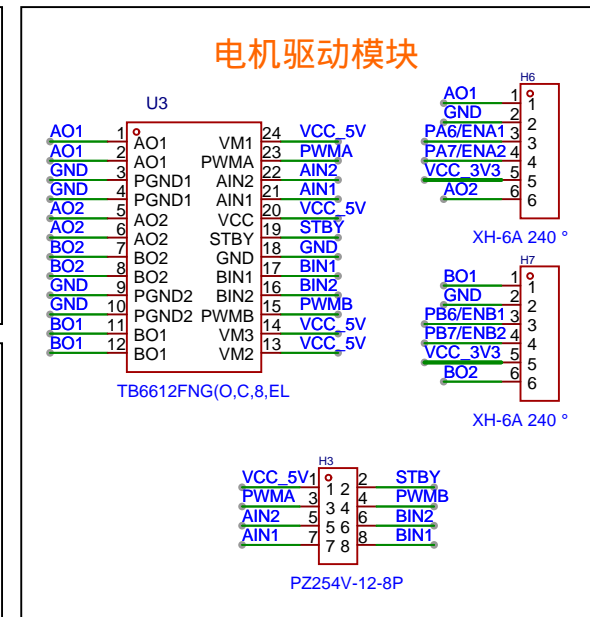 电机驱动模块
U3
AO1 1 AO1 VM1 24 VCC_5V
AO1 2 AO1 PWMA 23 PWMA
GND 3 PGND1 AIN2 22 AIN2
GND 4 PGND1 AIN1 21 AIN1
AO2 5 AO2 VCC 20 VCC_5V
AO2 6 AO2 STBY 19 STBY
BO2 7 BO2 GND 18 GND
BO2 8 BO2 BIN1 17 BIN1
GND 9 PGND2 BIN2 16 BIN2
GND 10 PGND2 PWMB 15 PWMB
BO1 11 BO1 VM3 14 VCC_5V
BO1 12 BO1 VM2 13 VCC_5V
TB6612FNG(O,C,8,EL
H6
AO1 1 1
GND 2 2
PA6/ENA1 3 3
PA7/ENA2 4 4
VCC_3V3 5 5
AO2 6 6
XH-6A 240 °
H7
BO1 1 1
GND 2 2
PB6/ENB1 3 3
PB7/ENB2 4 4
VCC_3V3 5 5
BO2 6 6
XH-6A 240 °
H3
VCC_5V 1 1 2 2 STBY
PWMA 3 3 4 4 PWMB
AIN2 5 5 6 6 BIN2
AIN1 7 7 8 8 BIN1
PZ254V-12-8P